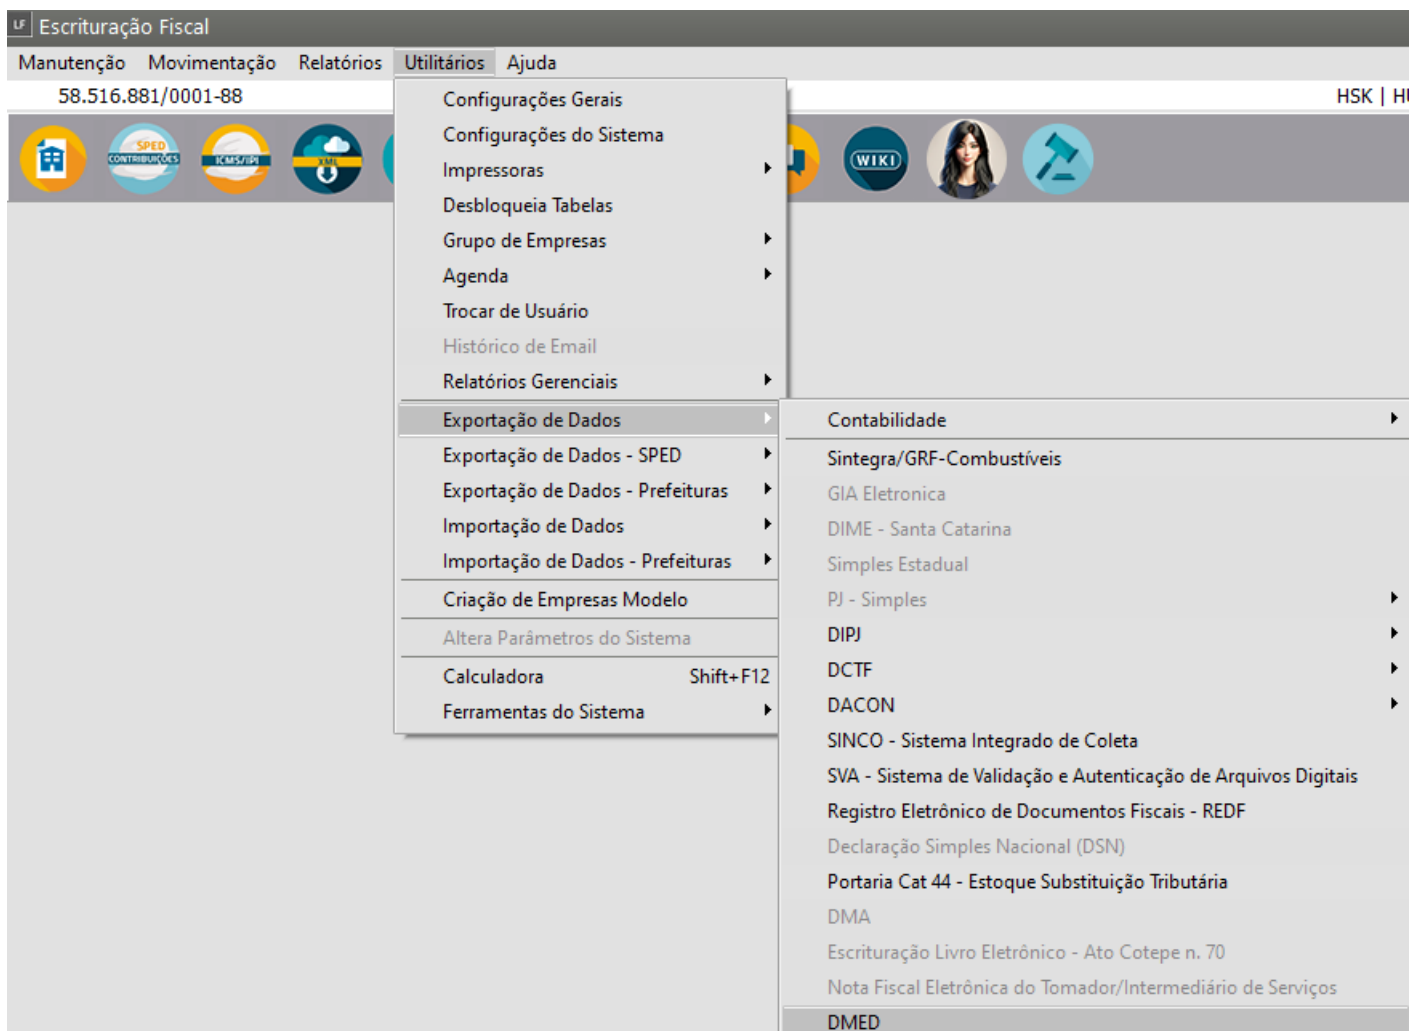 LF Escrituração Fiscal
Manutenção Movimentação Relatórios Utilitários Ajuda
58.516.881/0001-88
HSK |
SPED CONTRIBUIÇÕES
ICMS/IPI
XML
WIKI
Configurações Gerais
Configurações do Sistema
Impressoras
Desbloqueia Tabelas
Grupo de Empresas
Agenda
Trocar de Usuário
Histórico de Email
Relatórios Gerenciais
Exportação de Dados
Exportação de Dados - SPED
Exportação de Dados - Prefeituras
Importação de Dados
Importação de Dados - Prefeituras
Criação de Empresas Modelo
Altera Parâmetros do Sistema
Calculadora Shift+F12
Ferramentas do Sistema
Contabilidade
Sintegra/GRF-Combustíveis
GIA Eletronica
DIME - Santa Catarina
Simples Estadual
PJ - Simples
DIPJ
DCTF
DACON
SINCO - Sistema Integrado de Coleta
SVA - Sistema de Validação e Autenticação de Arquivos Digitais
Registro Eletrônico de Documentos Fiscais - REDF
Declaração Simples Nacional (DSN)
Portaria Cat 44 - Estoque Substituição Tributária
DMA
Escrituração Livro Eletrônico - Ato Cotepe n. 70
Nota Fiscal Eletrônica do Tomador/Intermediário de Serviços
DMED